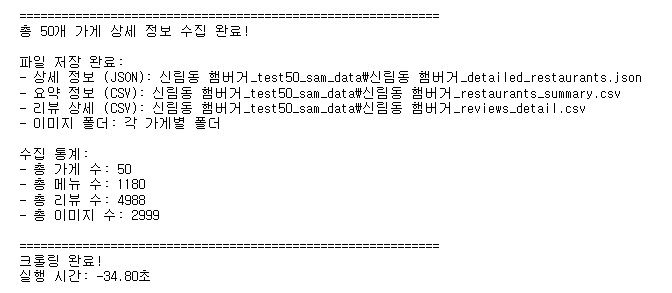 ============================================================
총 50개 가게 상세 정보 수집 완료!

파일 저장 완료:
- 상세 정보 (JSON): 신림동 햄버거_test50_sam_data₩신림동 햄버거_detailed_restaurants.json
- 요약 정보 (CSV): 신림동 햄버거_test50_sam_data₩신림동 햄버거_restaurants_summary.csv
- 리뷰 상세 (CSV): 신림동 햄버거_test50_sam_data₩신림동 햄버거_reviews_detail.csv
- 이미지 폴더: 각 가게별 폴더

수집 통계:
- 총 가게 수: 50
- 총 메뉴 수: 1180
- 총 리뷰 수: 4988
- 총 이미지 수: 2999

============================================================
크롤링 완료!
실행 시간: -34.80초